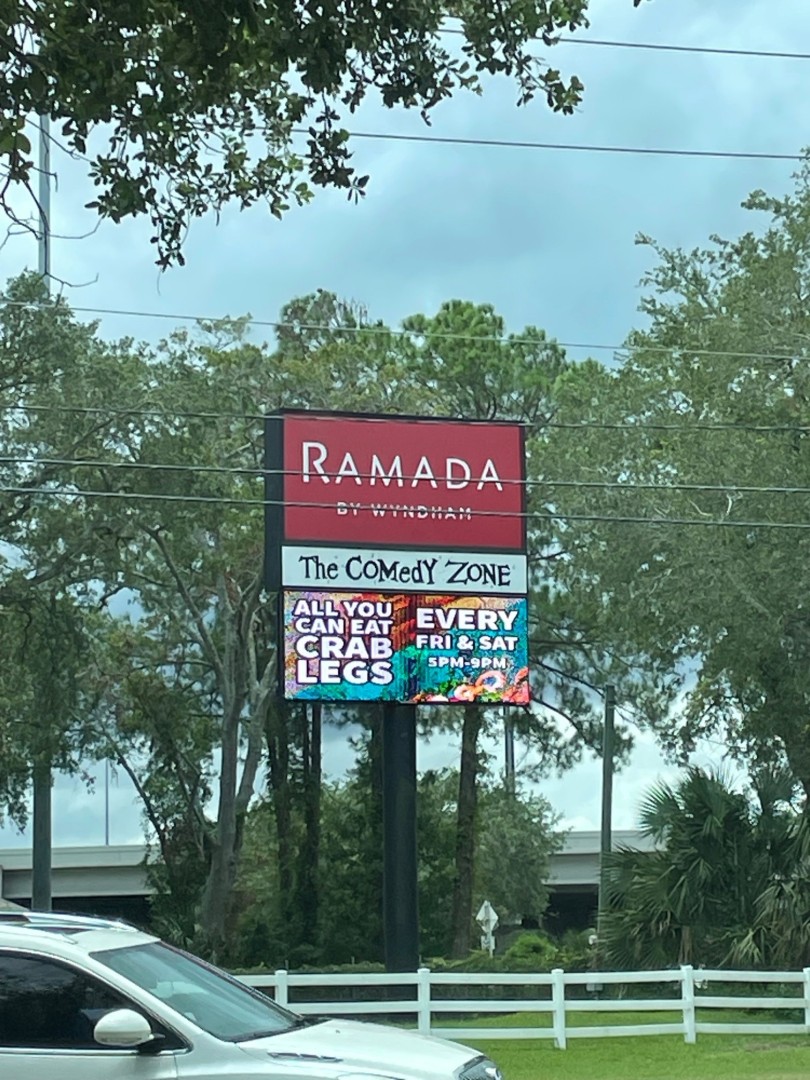 RAMADA
BY WYNDHAM
The COMedY ZONE
ALL YOU
CAN EAT
CRAB
LEGS
EVERY
FRI & SAT
5PM-9PM